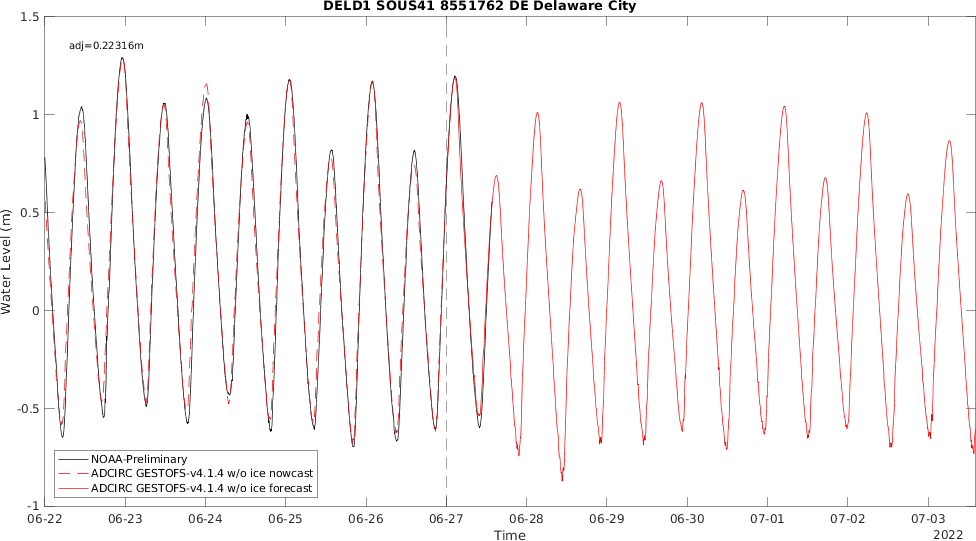 DELD1 SOUS41 8551762 DE Delaware City
adj=0.22316m
1.5
1
0.5
0
-0.5
-1
Water Level (m)
NOAA-Preliminary
ADCIRC GESTOFS-v4.1.4 w/o ice nowcast
ADCIRC GESTOFS-v4.1.4 w/o ice forecast
06-22 06-23 06-24 06-25 06-26 06-27 06-28 06-29 06-30 07-01 07-02 07-03
Time
2022